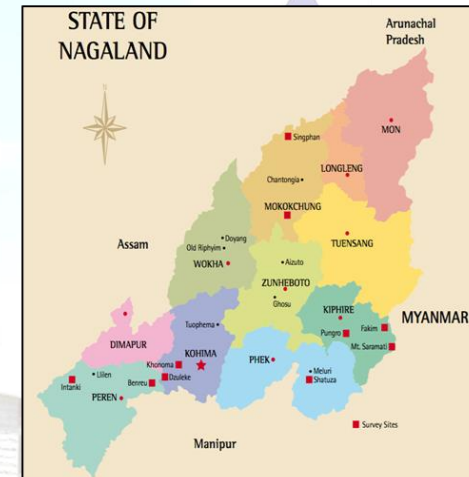 STATE OF
NAGALAND
Arunachal
Pradesh
N
MON
Singphan
LONGLENG
Chantongia
MOKOKCHUNG
Assam
Doyang
Old Riphyim
WOKHA
TUENSANG
Aizuto
ZUNHEBOTO
Ghosu
KIPHIRE
MYANMAR
Fakim
Pungro
Mt. Saramati
Tuophema
DIMAPUR
KOHIMA
Khonoma
PHEK
Meluri
Shatuza
Dzuleke
Benreu
Intanki
PEREN
Manipur
Survey Sites